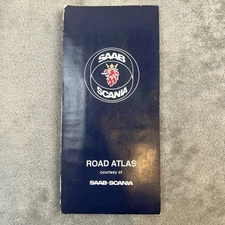 SAAB
SCANIA
ROAD ATLAS
courtesy of
SAAB-SCANIA